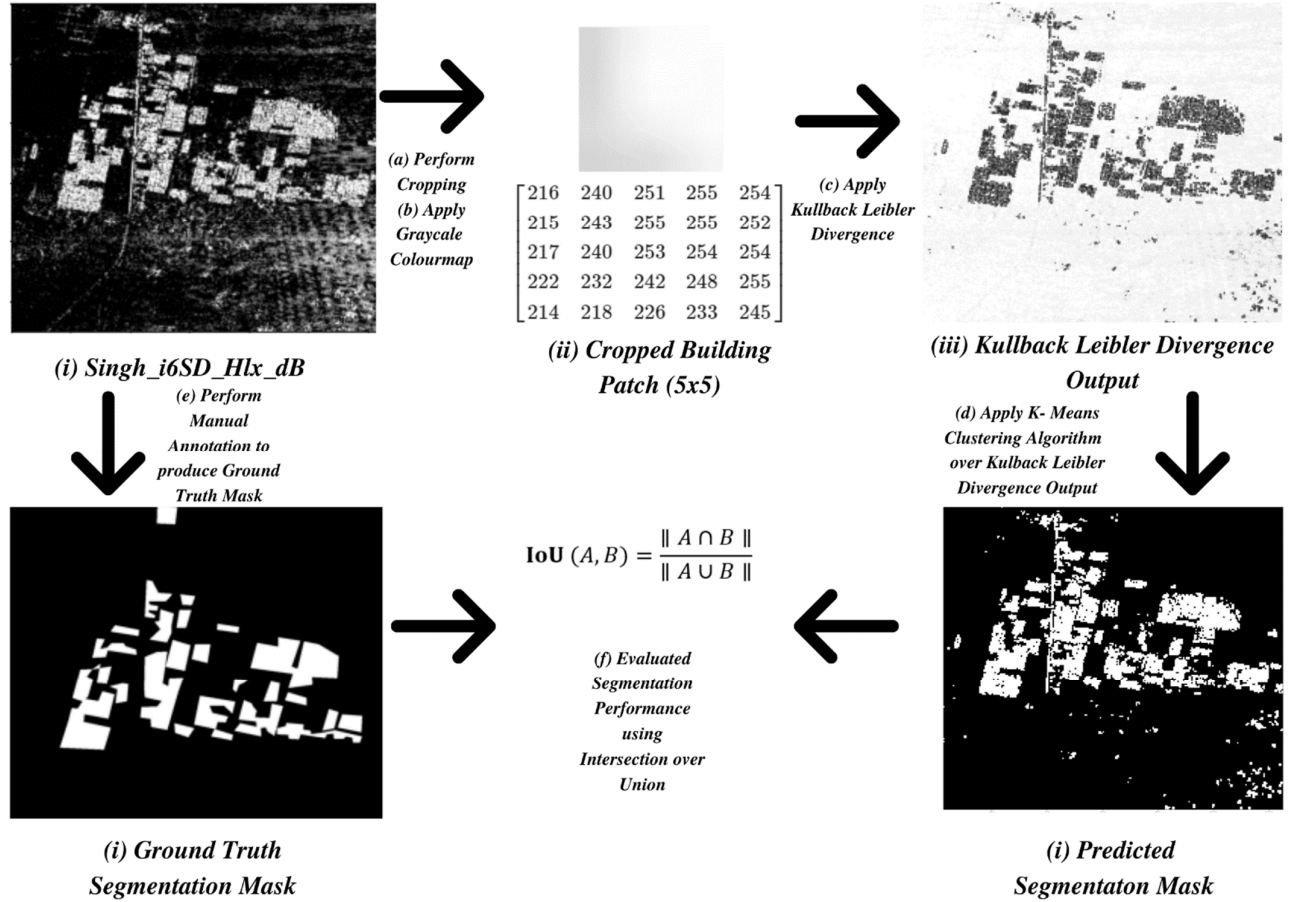 (a) Perform
Cropping
(b) Apply
Graycale
Colourmap
216 240 251 255 254
215 243 255 255 252
217 240 253 254 254
222 232 242 248 255
214 218 226 233 245
(c) Apply
Kullback Leibler
Divergence
(i) Singh_i6SD_Hlx_dB
(ii) Cropped Building
Patch (5x5)
(iii) Kullback Leibler Divergence
Output
(e) Perform
Manual
Annotation to
produce Ground
Truth Mask
(d) Apply K- Means
Clustering Algorithm
over Kulback Leibler
Divergence Output
IoU (A, B) = ‖ A ∩ B ‖ / ‖ A ∪ B ‖
(f) Evaluated
Segmentation
Performance
using
Intersection over
Union
(i) Ground Truth
Segmentation Mask
(i) Predicted
Segmentaton Mask